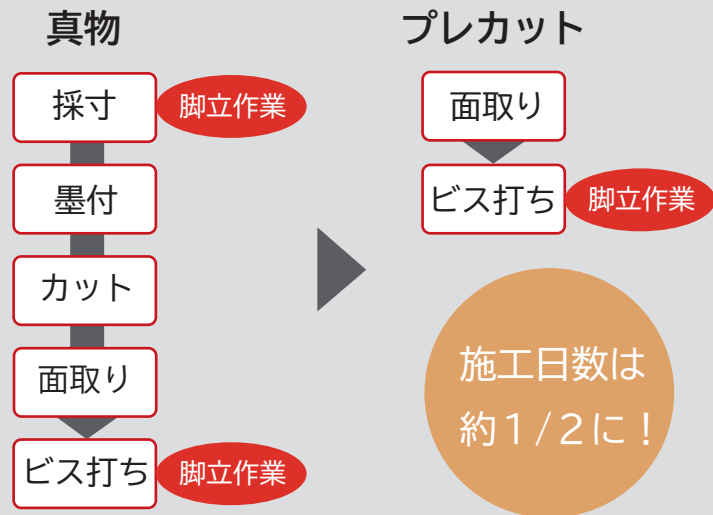 真物
採寸
脚立作業
墨付
カット
面取り
ビス打ち
脚立作業
プレカット
面取り
ビス打ち
脚立作業
施工日数は
約1/2に！